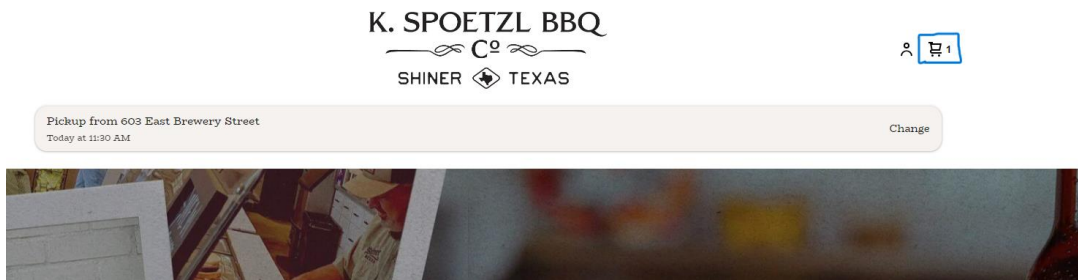 K. SPOETZL BBQ
Cº
SHINER TEXAS
1
Pickup from 603 East Brewery Street
Today at 11:30 AM
Change